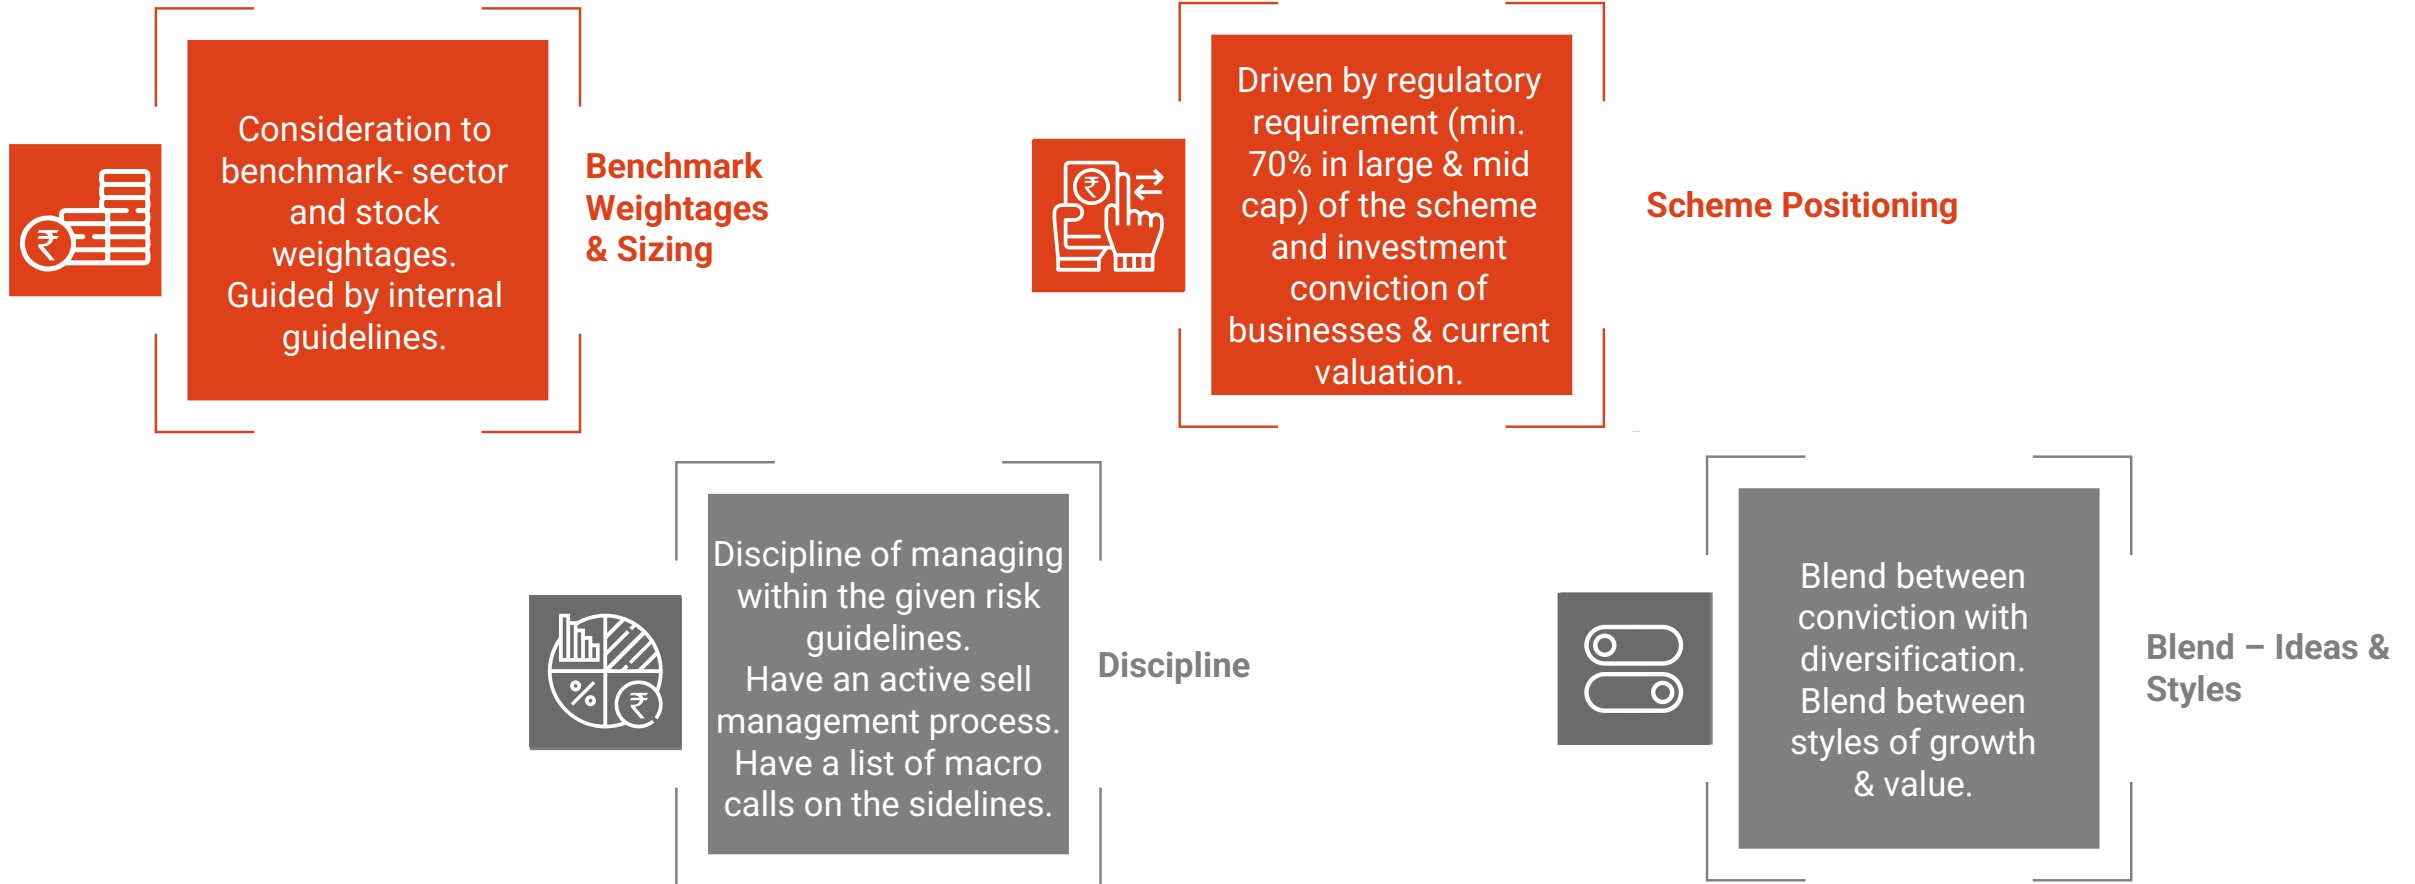 Consideration to
benchmark- sector
and stock
weightages.
Guided by internal
guidelines.
Benchmark
Weightages
& Sizing
₹
Driven by regulatory
requirement (min.
70% in large & mid
cap) of the scheme
and investment
conviction of
businesses & current
valuation.
Scheme Positioning
₹
Discipline of managing
within the given risk
guidelines.
Have an active sell
management process.
Have a list of macro
calls on the sidelines.
Discipline
%
₹
Blend between
conviction with
diversification.
Blend between
styles of growth
& value.
Blend – Ideas &
Styles